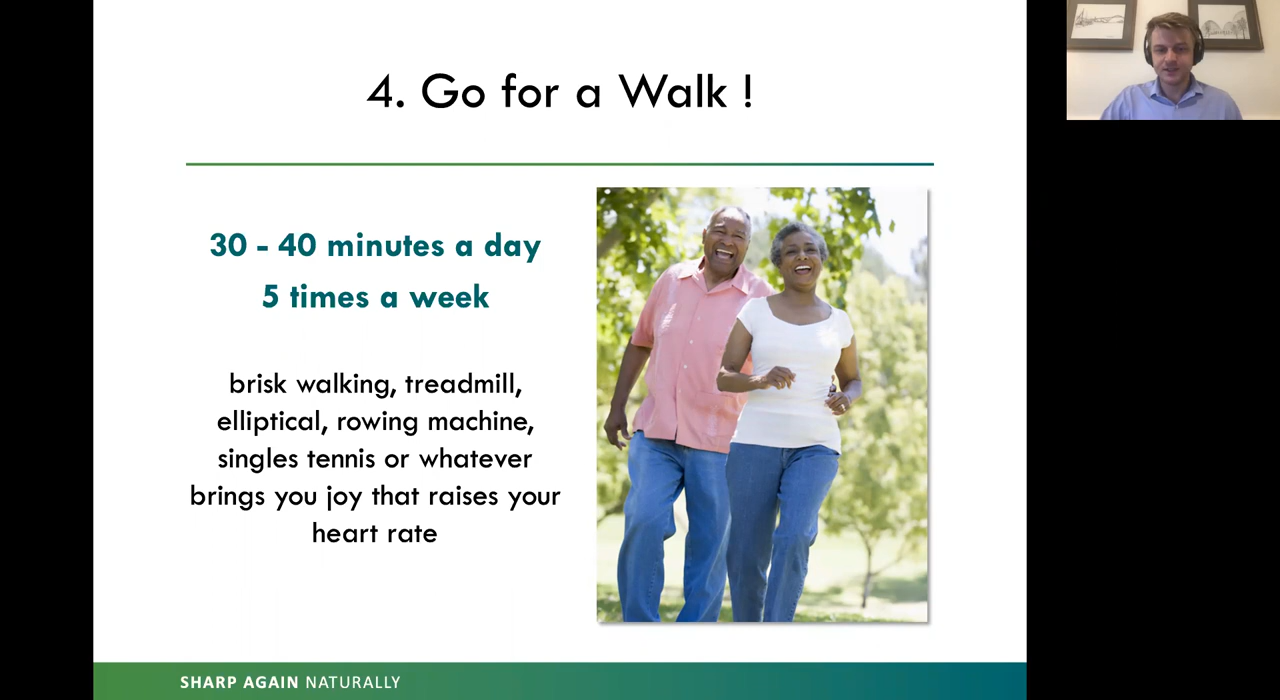 4. Go for a Walk !
30 - 40 minutes a day
5 times a week
brisk walking, treadmill,
elliptical, rowing machine,
singles tennis or whatever
brings you joy that raises your
heart rate
SHARP AGAIN NATURALLY